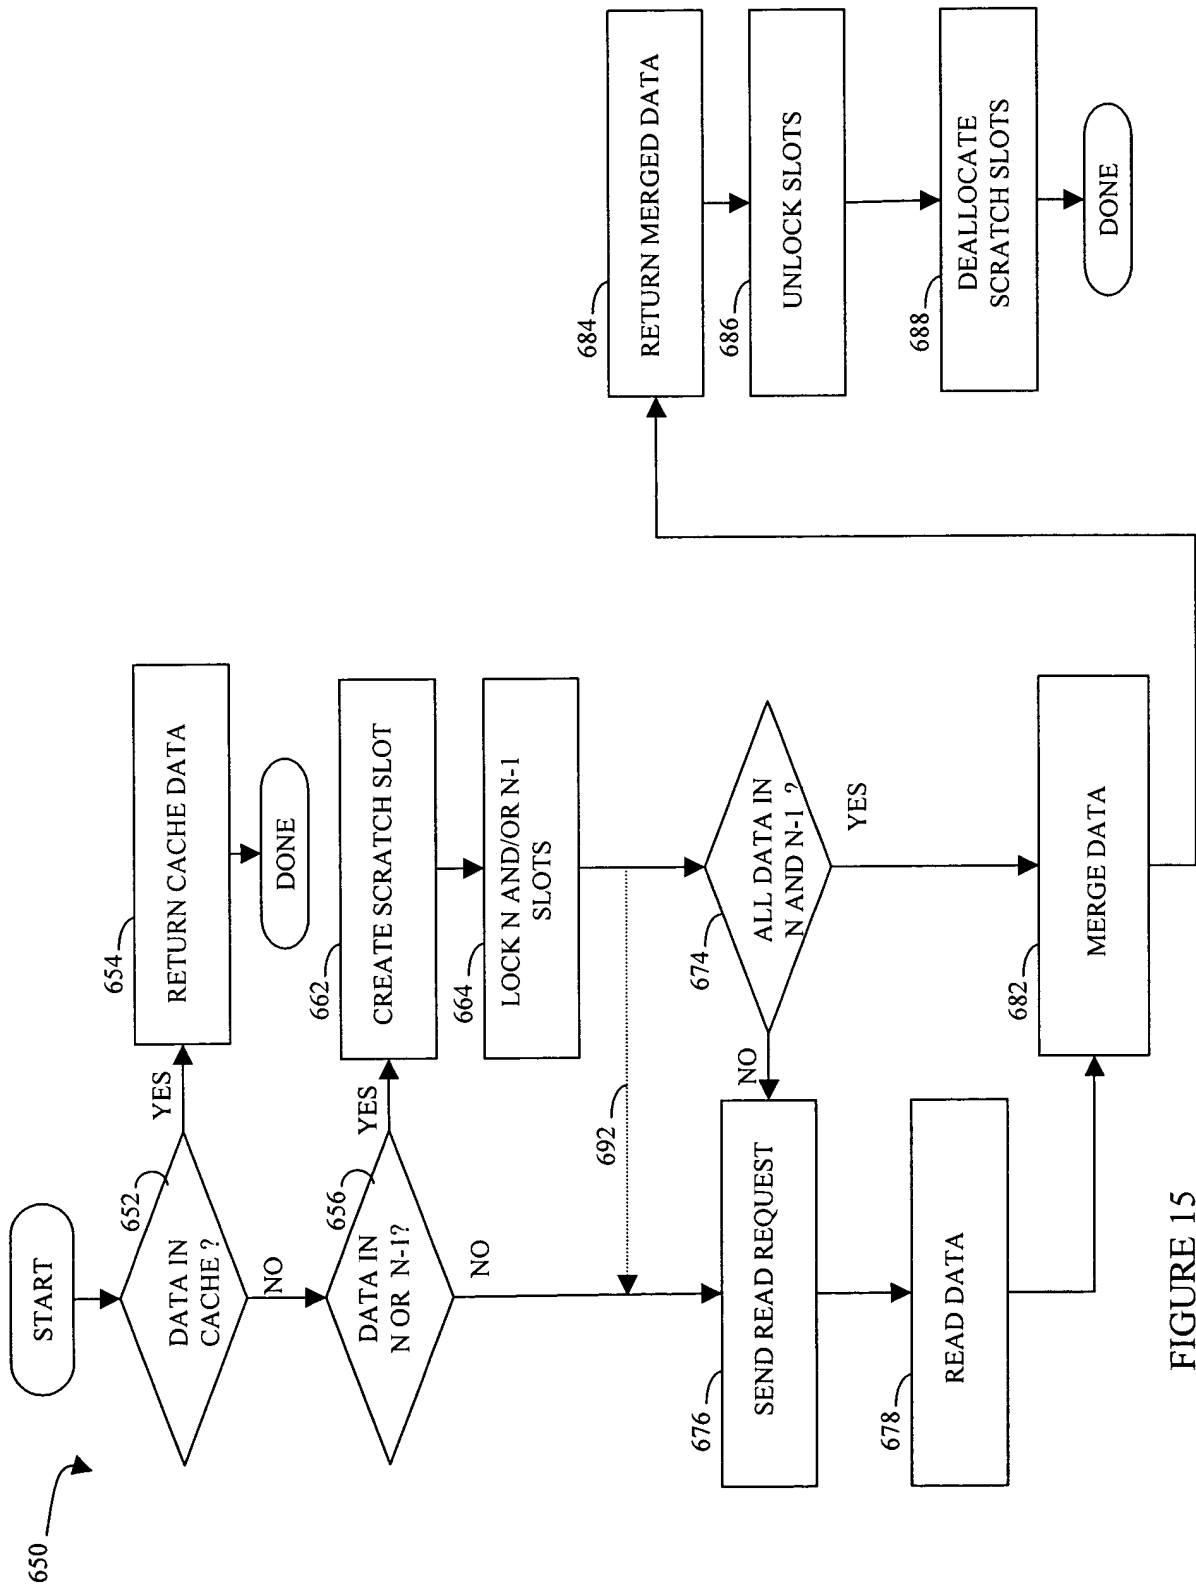 650
START
652
DATA IN
CACHE ?
YES
NO
654
RETURN CACHE DATA
DONE
656
DATA IN
N OR N-1?
YES
NO
662
CREATE SCRATCH SLOT
664
LOCK N AND/OR N-1
SLOTS
692
674
ALL DATA IN
N AND N-1 ?
NO
YES
676
SEND READ REQUEST
678
READ DATA
682
MERGE DATA
684
RETURN MERGED DATA
686
UNLOCK SLOTS
688
DEALLOCATE
SCRATCH SLOTS
DONE
FIGURE 15